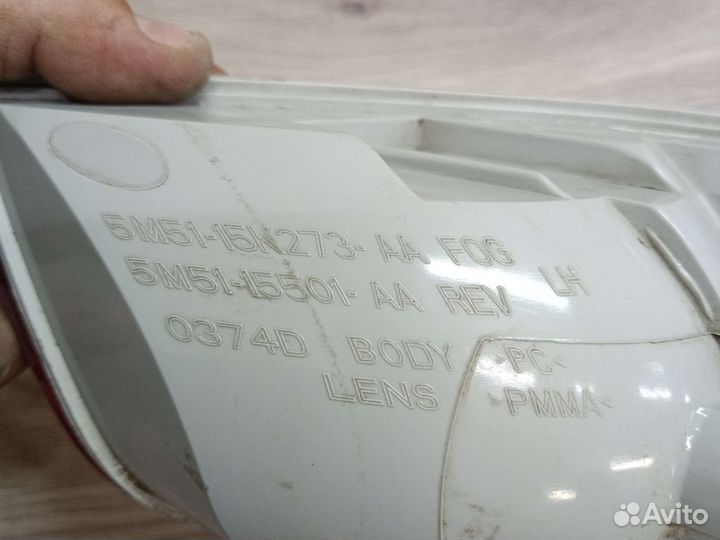 5M51-15K273-AA FOG
5M51-15501-AA REV LH
0374D BODY >PC<
LENS >PMMA<
Avito